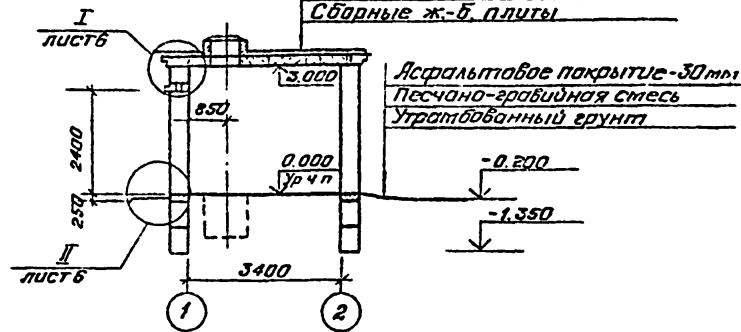 Сборные ж.-б. плиты
I
лист 6
3.000
Асфальтовое покрытие-30мм
Песчано-гравийная смесь
Утрамбованный грунт
850
2400
0.000
Ур ч п
-0.200
250
-1.350
II
лист 6
3400
1
2